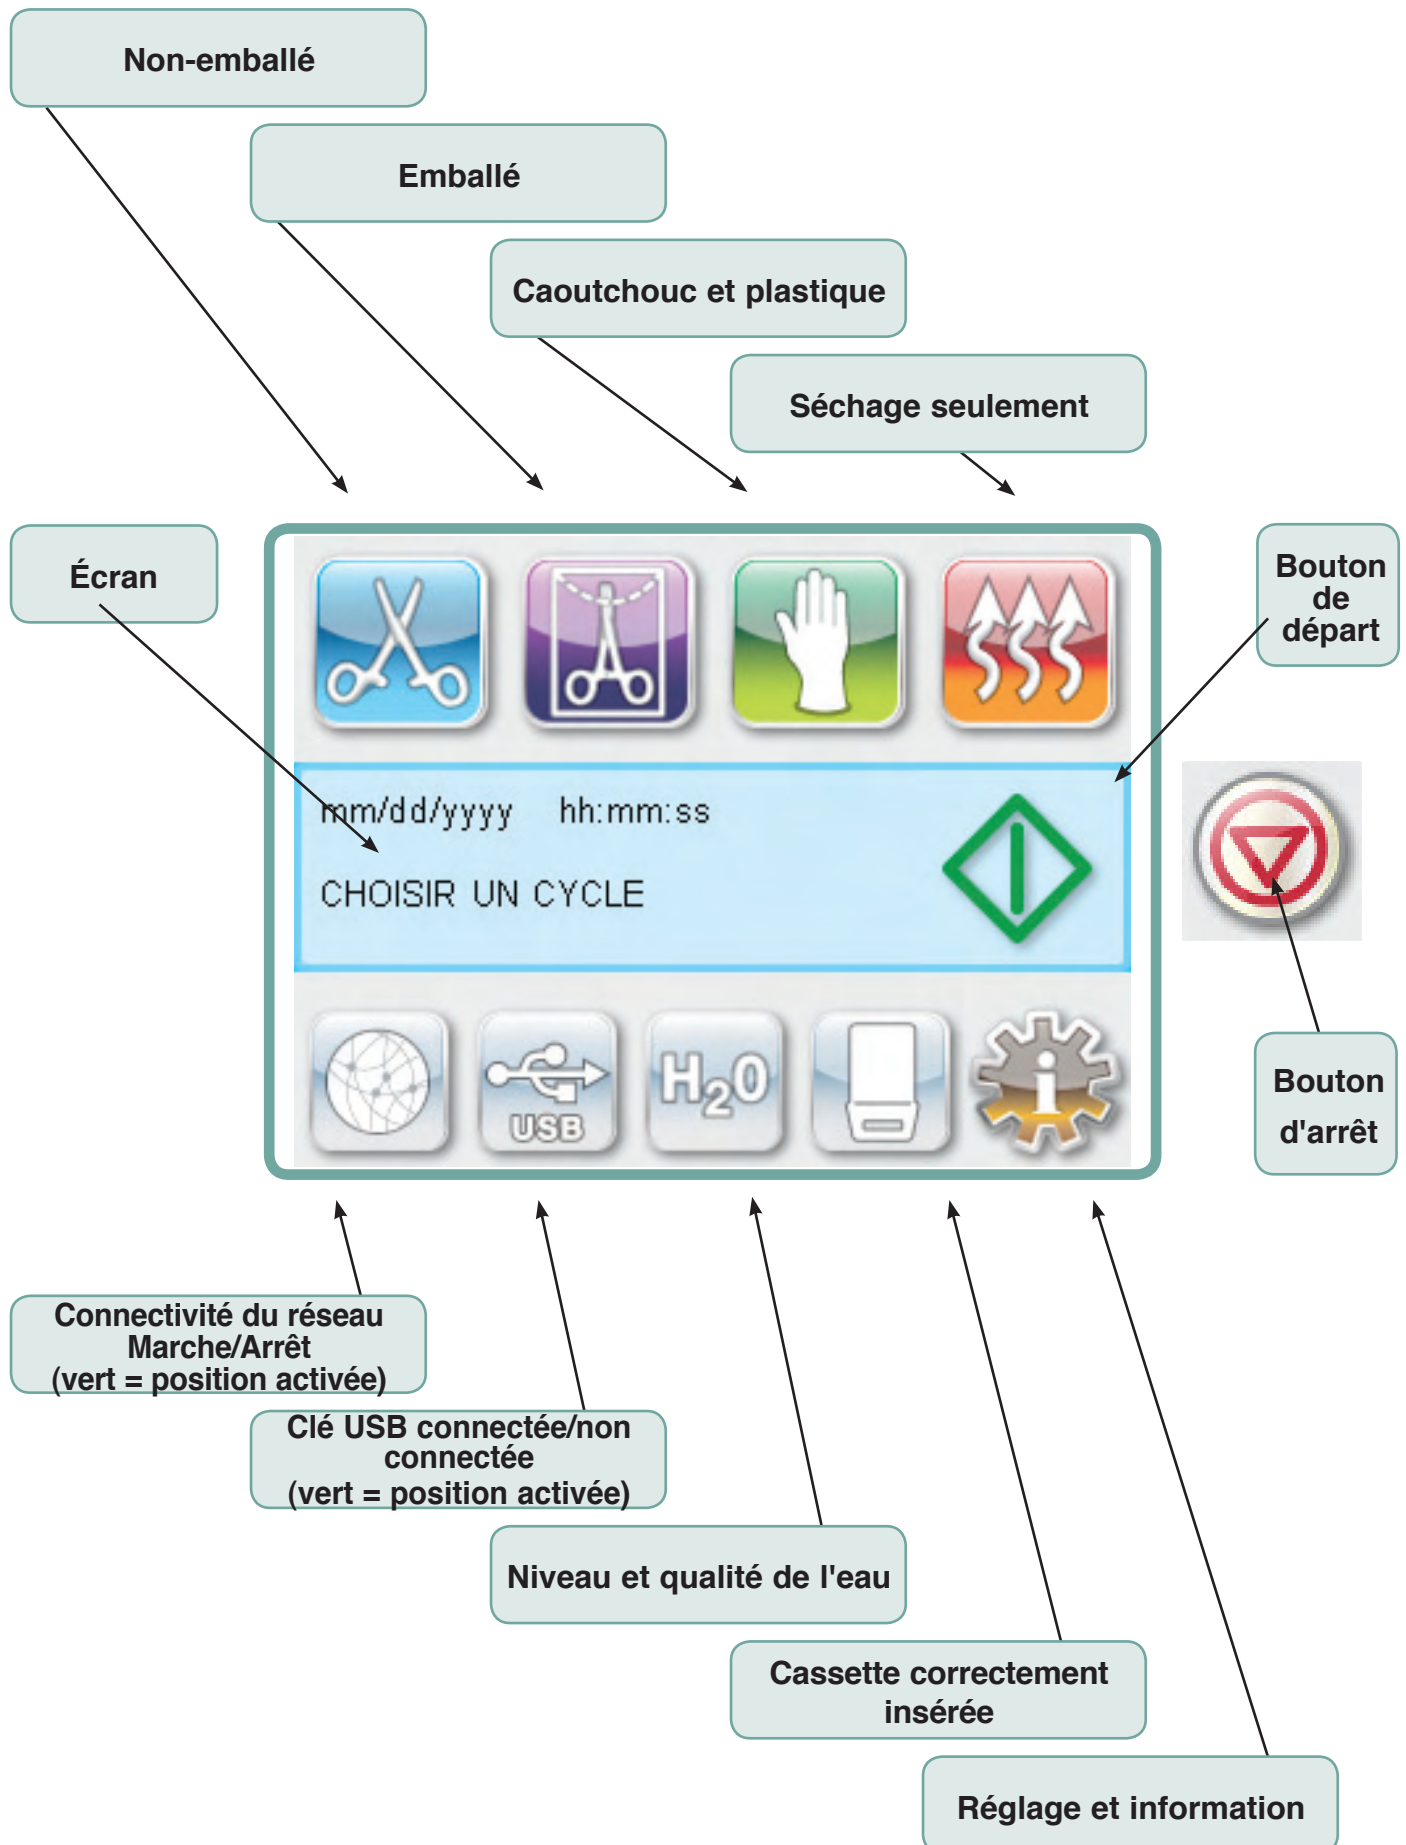 Non-emballé
Emballé
Caoutchouc et plastique
Séchage seulement
Écran
Bouton
de
départ
mm/dd/yyyy hh:mm:ss
CHOISIR UN CYCLE
USB
H₂O
i
Bouton
d'arrêt
Connectivité du réseau
Marche/Arrêt
(vert = position activée)
Clé USB connectée/non
connectée
(vert = position activée)
Niveau et qualité de l'eau
Cassette correctement
insérée
Réglage et information